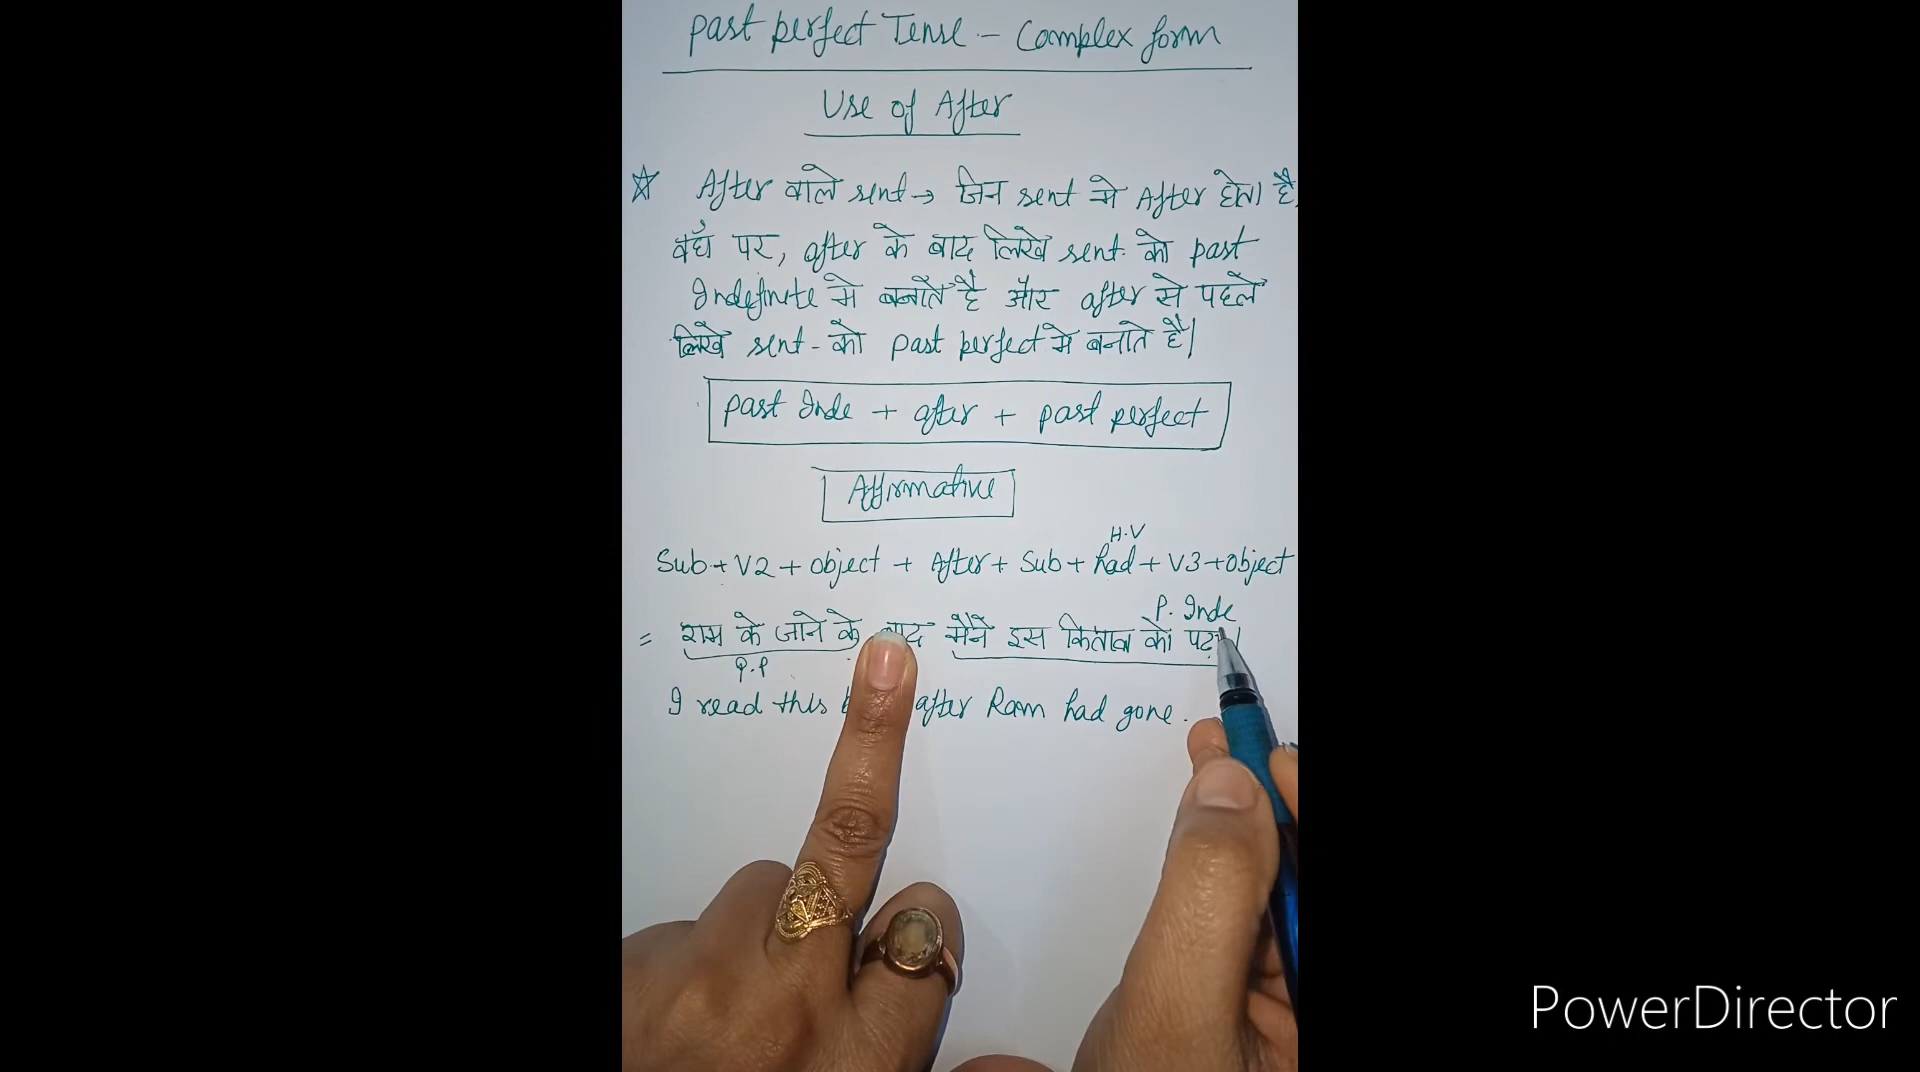 Past perfect Tense - Complex form
Use of After
☆ After वाले sent → जिन sent मे After होता है,
वहाँ पर, after के बाद लिखे sent. को past
Indefinite मे बनाते है और after से पहले
लिखे sent - को past perfect मे बनाते है।
past Inde + after + past perfect
Affirmative
H.V
Sub + V2 + object + After + Sub + had + V3 + object
P. Inde
= राम के जाने के बाद मैने इस किताब को पढ़ा।
P.P
I read this after Ram had gone.
PowerDirector